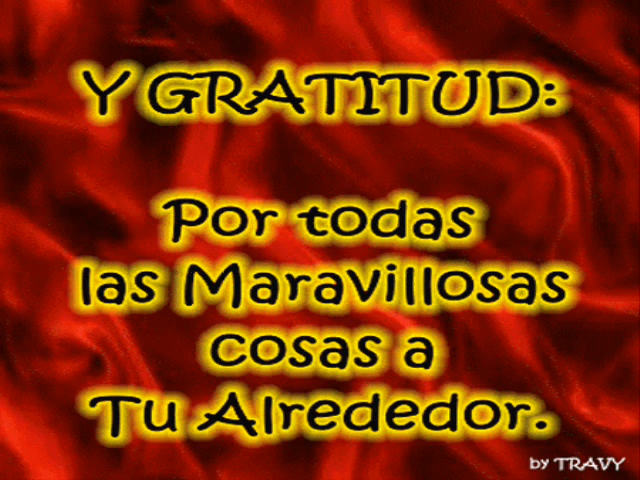 Y GRATITUD:
Por todas
las Maravillosas
cosas a
Tu Alrededor.
by TRAVY